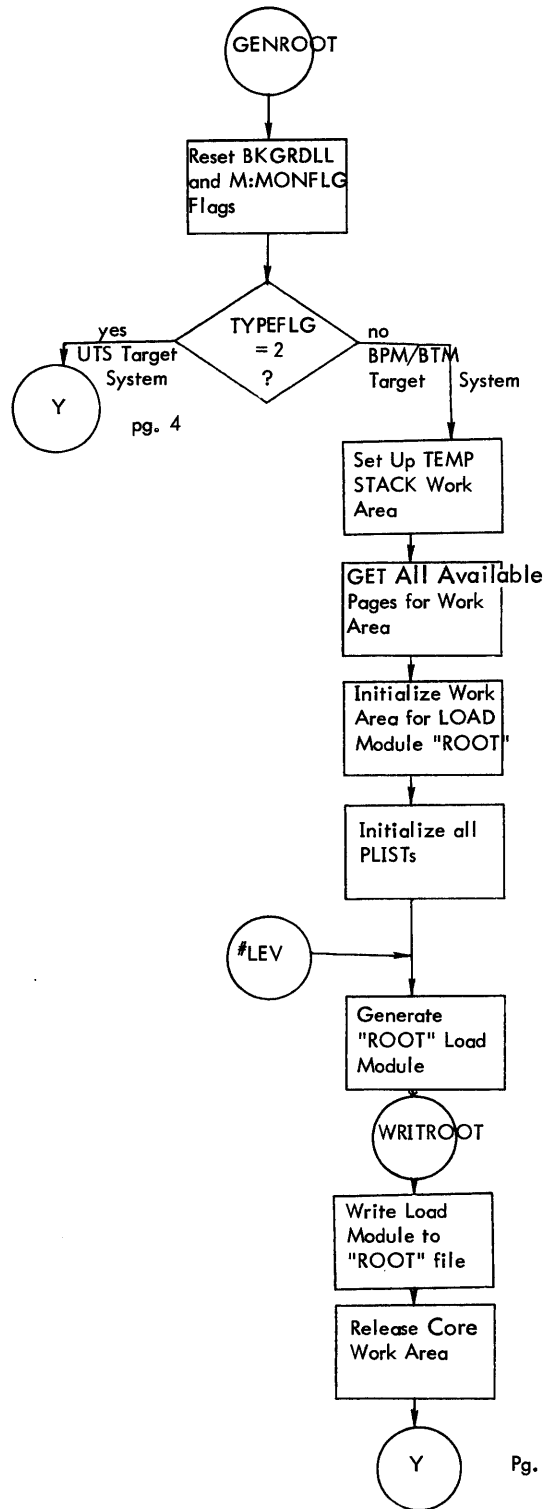 GENROOT
Reset BKGRDLL
and M:MONFLG
Flags
TYPEFLG
= 2
?
yes
UTS Target
System
Y
pg. 4
no
BPM/BTM
Target System
Set Up TEMP
STACK Work
Area
GET All Available
Pages for Work
Area
Initialize Work
Area for LOAD
Module "ROOT"
Initialize all
PLISTs
#LEV
Generate
"ROOT" Load
Module
WRITROOT
Write Load
Module to
"ROOT" file
Release Core
Work Area
Y
Pg.